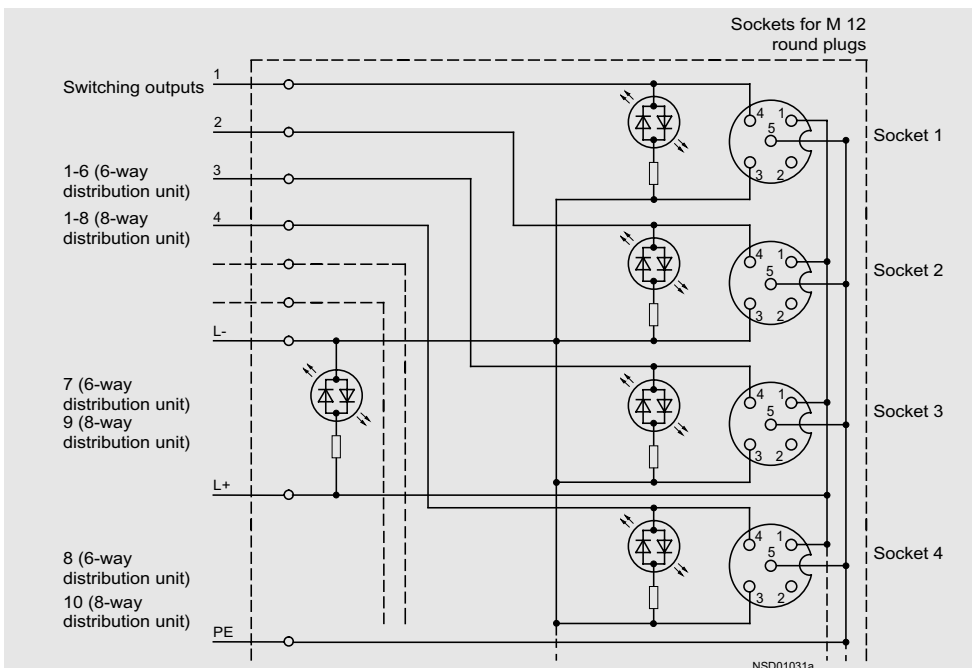 Sockets for M 12
round plugs
Switching outputs
1
2
1-6 (6-way
distribution unit)
3
1-8 (8-way
distribution unit)
4
L-
7 (6-way
distribution unit)
9 (8-way
distribution unit)
L+
8 (6-way
distribution unit)
10 (8-way
distribution unit)
PE
4 1
5
3 2
Socket 1
4 1
5
3 2
Socket 2
4 1
5
3 2
Socket 3
4 1
5
3 2
Socket 4
NSD01031a